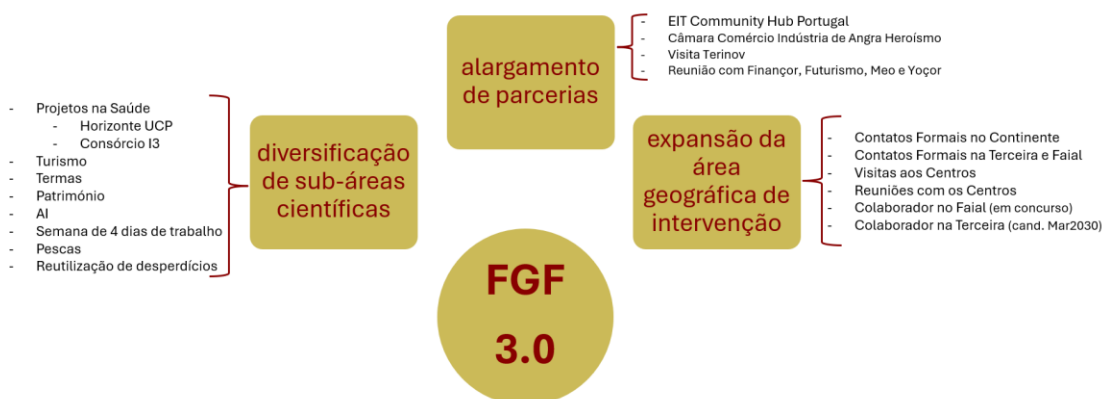 - EIT Community Hub Portugal
- Câmara Comércio Indústria de Angra Heroísmo
- Visita Terinov
- Reunião com Finançor, Futurismo, Meo e Yoçor
alargamento
de parcerias
- Projetos na Saúde
- Horizonte UCP
- Consórcio I3
- Turismo
- Termas
- Património
- AI
- Semana de 4 dias de trabalho
- Pescas
- Reutilização de desperdícios
diversificação
de sub-áreas
científicas
expansão da
área
geográfica de
intervenção
- Contatos Formais no Continente
- Contatos Formais na Terceira e Faial
- Visitas aos Centros
- Reuniões com os Centros
- Colaborador no Faial (em concurso)
- Colaborador na Terceira (cand. Mar2030)
FGF
3.0